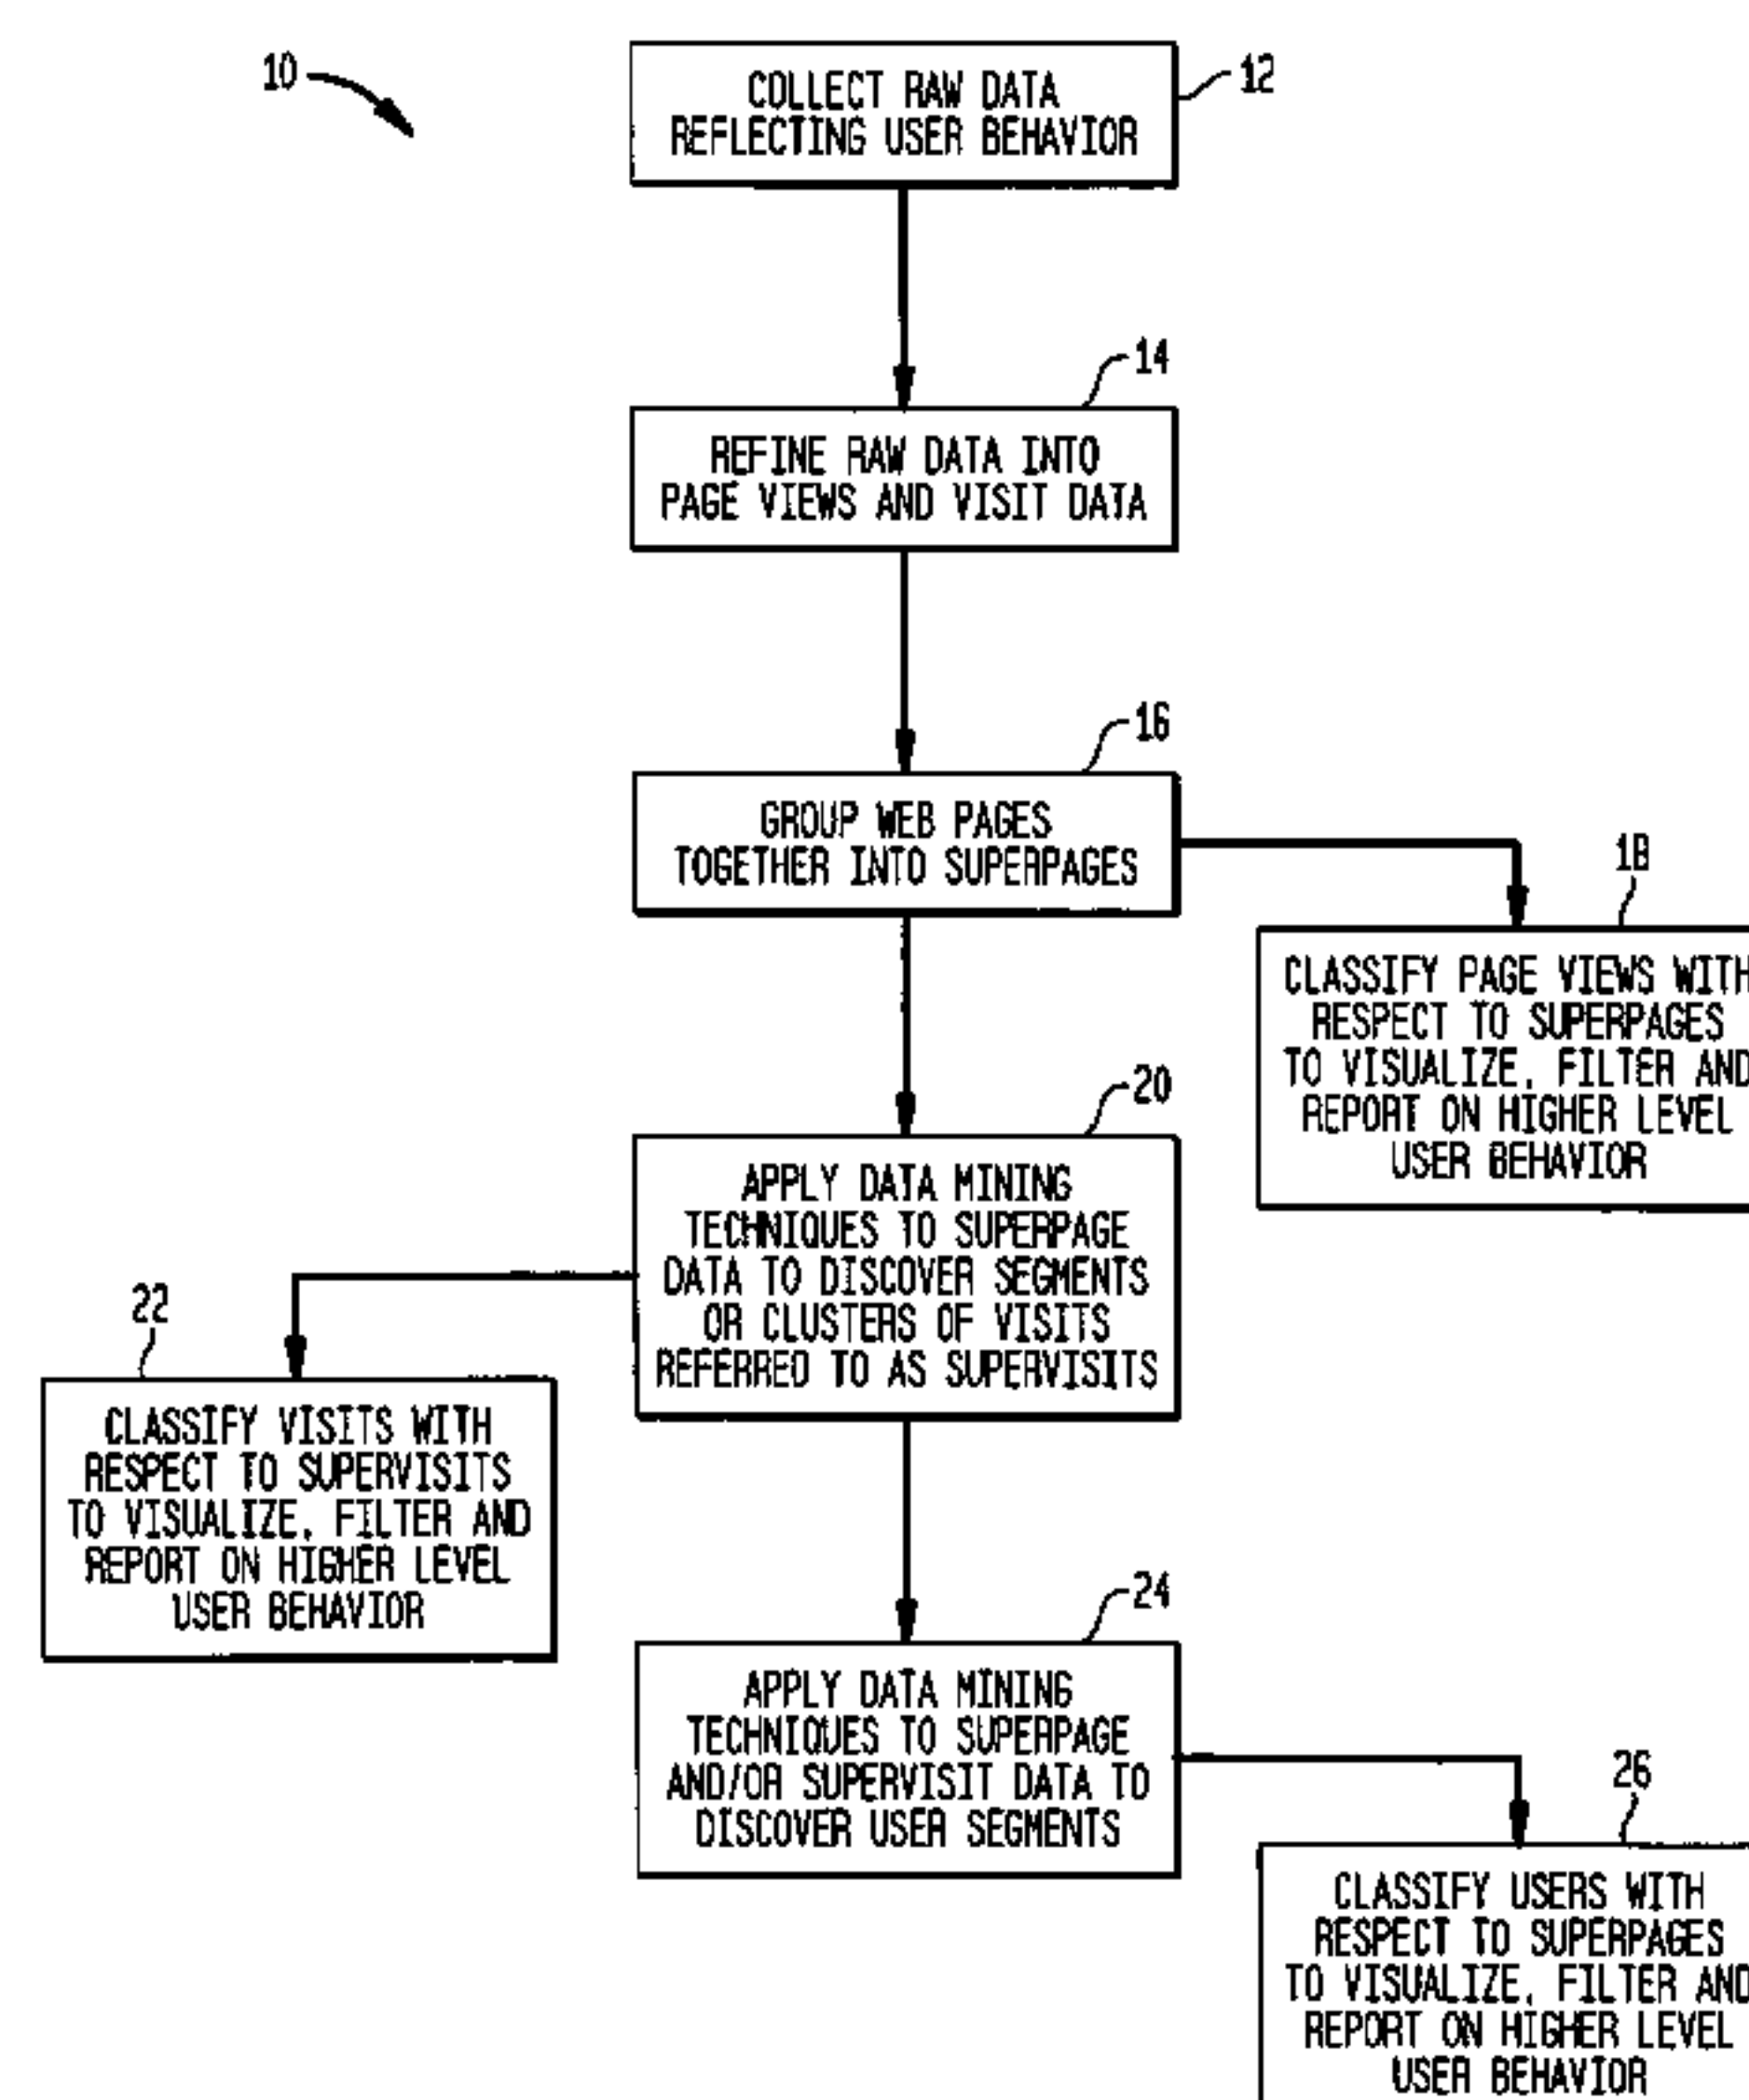 10
COLLECT RAW DATA
REFLECTING USER BEHAVIOR
12
14
REFINE RAW DATA INTO
PAGE VIEWS AND VISIT DATA
16
GROUP WEB PAGES
TOGETHER INTO SUPERPAGES
18
CLASSIFY PAGE VIEWS WITH
RESPECT TO SUPERPAGES
TO VISUALIZE, FILTER AND
REPORT ON HIGHER LEVEL
USER BEHAVIOR
20
APPLY DATA MINING
TECHNIQUES TO SUPERPAGE
DATA TO DISCOVER SEGMENTS
OR CLUSTERS OF VISITS
REFERRED TO AS SUPERVISITS
22
CLASSIFY VISITS WITH
RESPECT TO SUPERVISITS
TO VISUALIZE, FILTER AND
REPORT ON HIGHER LEVEL
USER BEHAVIOR
24
APPLY DATA MINING
TECHNIQUES TO SUPERPAGE
AND/OR SUPERVISIT DATA TO
DISCOVER USER SEGMENTS
26
CLASSIFY USERS WITH
RESPECT TO SUPERPAGES
TO VISUALIZE, FILTER AND
REPORT ON HIGHER LEVEL
USER BEHAVIOR